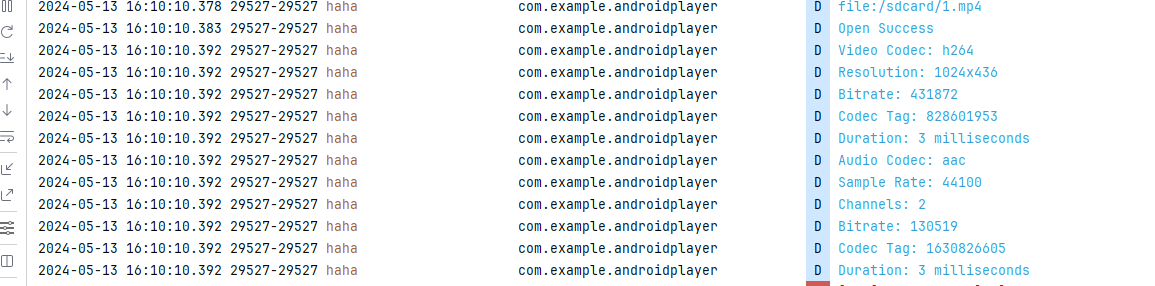 2024-05-13 16:10:10.378 29527-29527 haha com.example.androidplayer D file:/sdcard/1.mp4
2024-05-13 16:10:10.383 29527-29527 haha com.example.androidplayer D Open Success
2024-05-13 16:10:10.392 29527-29527 haha com.example.androidplayer D Video Codec: h264
2024-05-13 16:10:10.392 29527-29527 haha com.example.androidplayer D Resolution: 1024x436
2024-05-13 16:10:10.392 29527-29527 haha com.example.androidplayer D Bitrate: 431872
2024-05-13 16:10:10.392 29527-29527 haha com.example.androidplayer D Codec Tag: 828601953
2024-05-13 16:10:10.392 29527-29527 haha com.example.androidplayer D Duration: 3 milliseconds
2024-05-13 16:10:10.392 29527-29527 haha com.example.androidplayer D Audio Codec: aac
2024-05-13 16:10:10.392 29527-29527 haha com.example.androidplayer D Sample Rate: 44100
2024-05-13 16:10:10.392 29527-29527 haha com.example.androidplayer D Channels: 2
2024-05-13 16:10:10.392 29527-29527 haha com.example.androidplayer D Bitrate: 130519
2024-05-13 16:10:10.392 29527-29527 haha com.example.androidplayer D Codec Tag: 1630826605
2024-05-13 16:10:10.392 29527-29527 haha com.example.androidplayer D Duration: 3 milliseconds